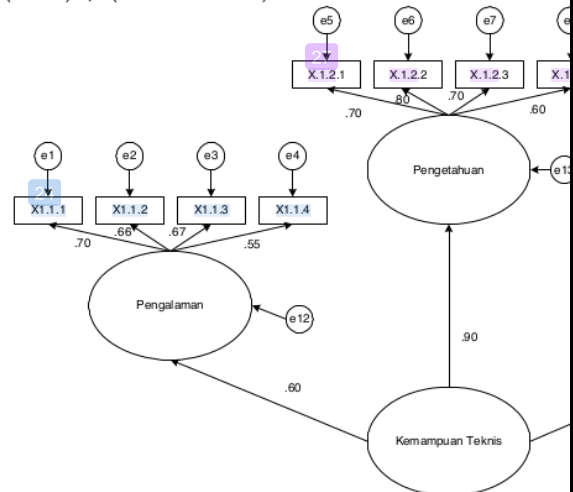 e5 e6 e7
X.1.2.1 X.1.2.2 X.1.2.3 X.1
.70 .80 .70 .60
e1 e2 e3 e4
Pengetahuan
X1.1.1 X1.1.2 X1.1.3 X1.1.4
.70 .66 .67 .55
Pengalaman
e12
.90
.60
Kemampuan Teknis